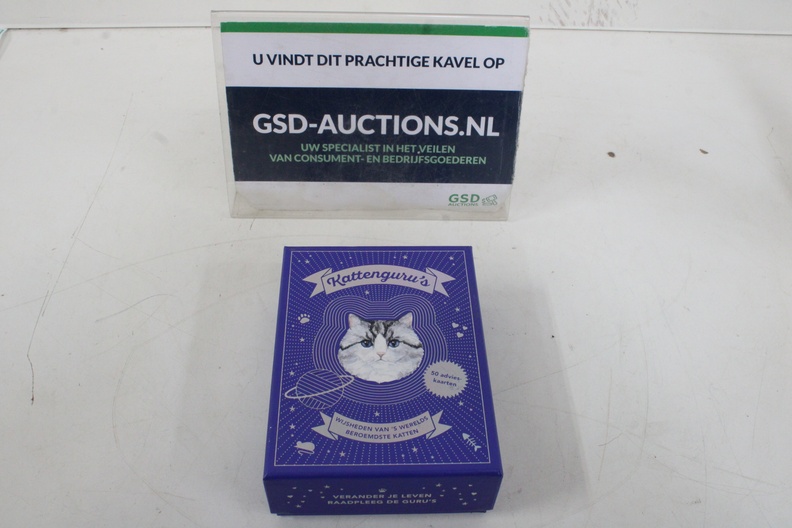 U VINDT DIT PRACHTIGE KAVEL OP
GSD-AUCTIONS.NL
UW SPECIALIST IN HET VEILEN
VAN CONSUMENT- EN BEDRIJFSGOEDEREN
GSD
AUCTIONS
Kattenguru's
50 advies-
kaarten
WIJSHEDEN VAN 'S WERELDS
BEROEMDSTE KATTEN
VERANDER JE LEVEN
RAADPLEEG DE GURU'S